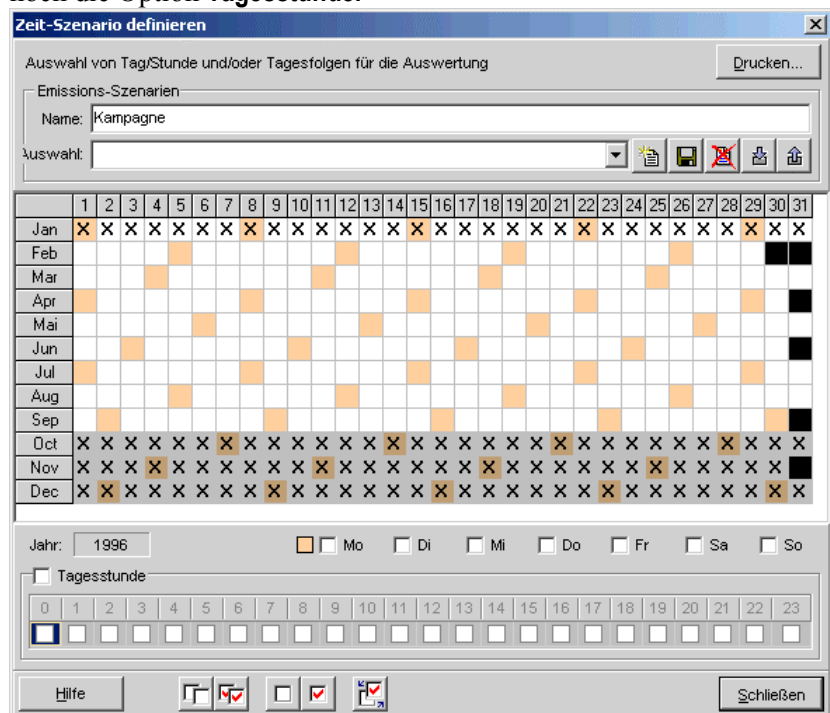 noch die Option Tagesstunde.
Zeit-Szenario definieren
Auswahl von Tag/Stunde und/oder Tagesfolgen für die Auswertung
Drucken...
Emissions-Szenarien
Name: Kampagne
Auswahl:
1 2 3 4 5 6 7 8 9 10 11 12 13 14 15 16 17 18 19 20 21 22 23 24 25 26 27 28 29 30 31
Jan X X X X X X X X X X X X X X X X X X X X X X X X X X X X X X X
Feb
Mar
Apr
Mai
Jun
Jul
Aug
Sep
Oct X X X X X X X X X X X X X X X X X X X X X X X X X X X X X X X
Nov X X X X X X X X X X X X X X X X X X X X X X X X X X X X X X
Dec X X X X X X X X X X X X X X X X X X X X X X X X X X X X X X X
Jahr: 1996 Mo Di Mi Do Fr Sa So
Tagesstunde
0 1 2 3 4 5 6 7 8 9 10 11 12 13 14 15 16 17 18 19 20 21 22 23
Hilfe Schließen